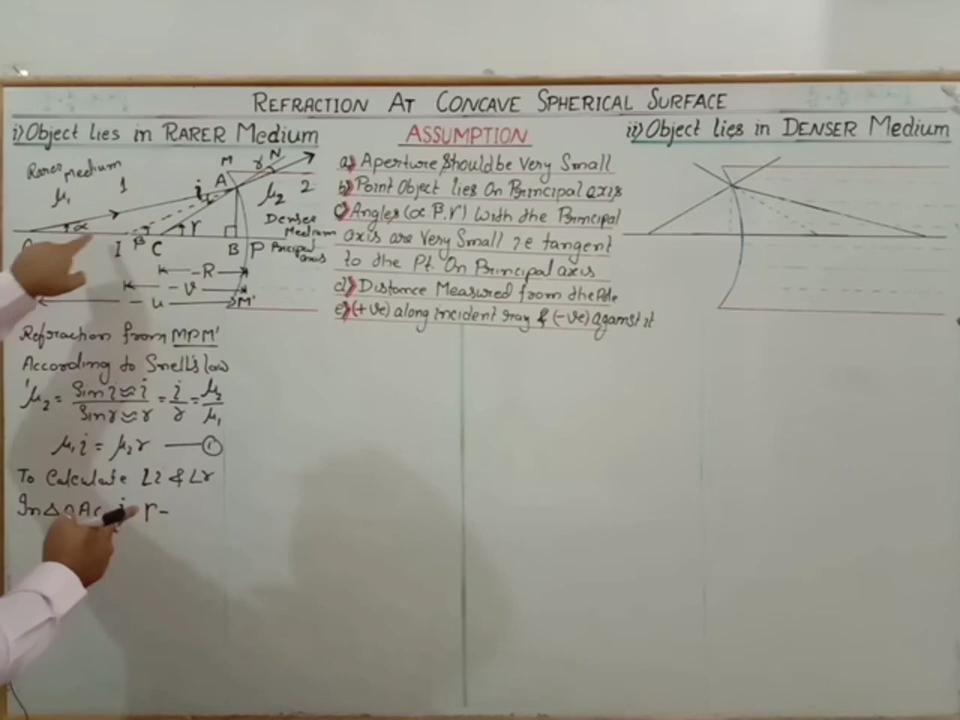 REFRACTION AT CONCAVE SPHERICAL SURFACE
i) Object lies in RARER Medium
Rarer medium 1
μ₁
M
A
i
r N
μ₂ 2
Denser Medium
α
I β C γ B P Principal axis
-R
-v
-u M'
Refraction from MPM'
According to Snell's law
¹μ₂ = Sin i ≈ i / Sin r ≈ r = i / r = μ₂ / μ₁
μ₁i = μ₂r — ①
To Calculate ∠i & ∠r
In Δ OAC, i γ -
ASSUMPTION
a) Aperture Should be Very Small
b) Point Object lies On Principal axis
c) Angles (α β, γ) With the Principal
axis are Very Small ie tangent
to the Pt. On Principal axis
d) Distance Measured from the Pole
e) (+ve) along incident ray & (-ve) Against it
ii) Object lies in DENSER Medium